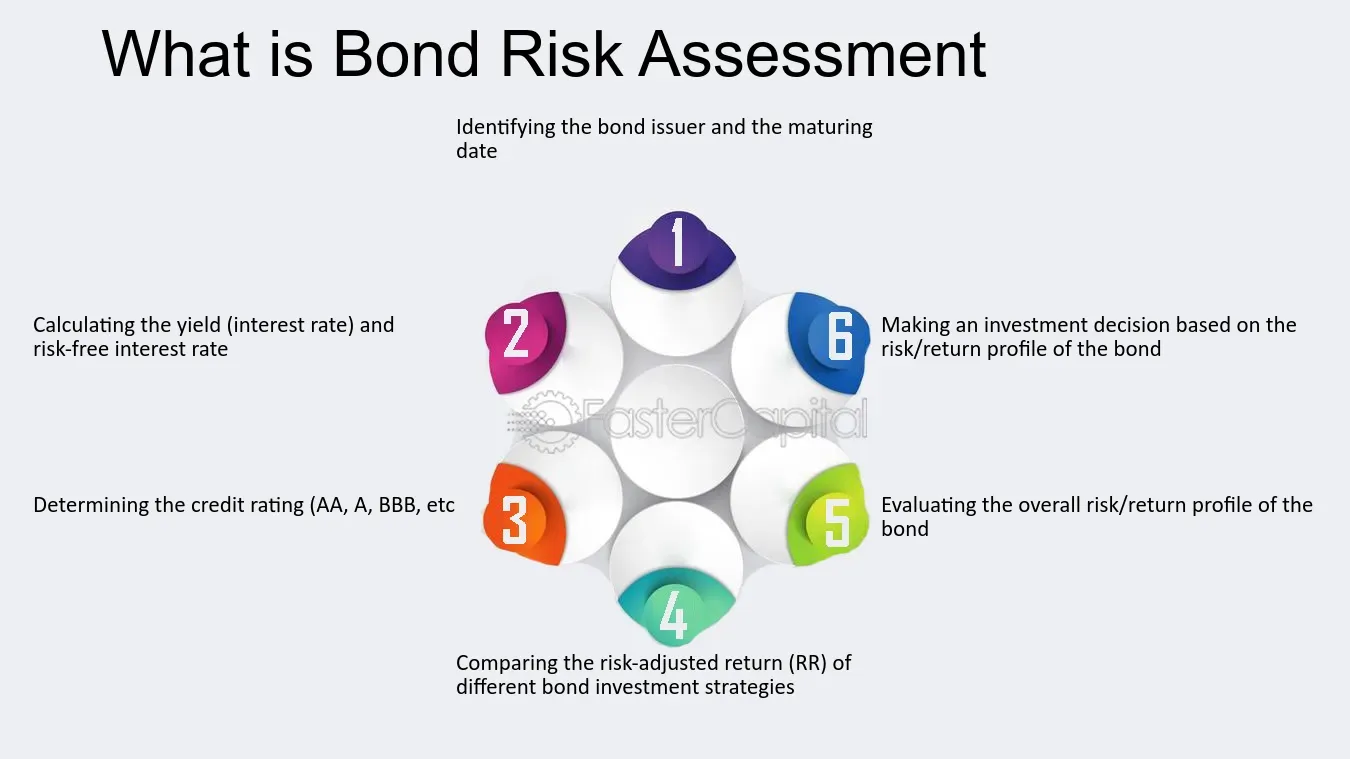 What is Bond Risk Assessment
Identifying the bond issuer and the maturing
date
1
2
Calculating the yield (interest rate) and
risk-free interest rate
3
Determining the credit rating (AA, A, BBB, etc
4
Comparing the risk-adjusted return (RR) of
different bond investment strategies
5
Evaluating the overall risk/return profile of the
bond
6
Making an investment decision based on the
risk/return profile of the bond
FasterCapital